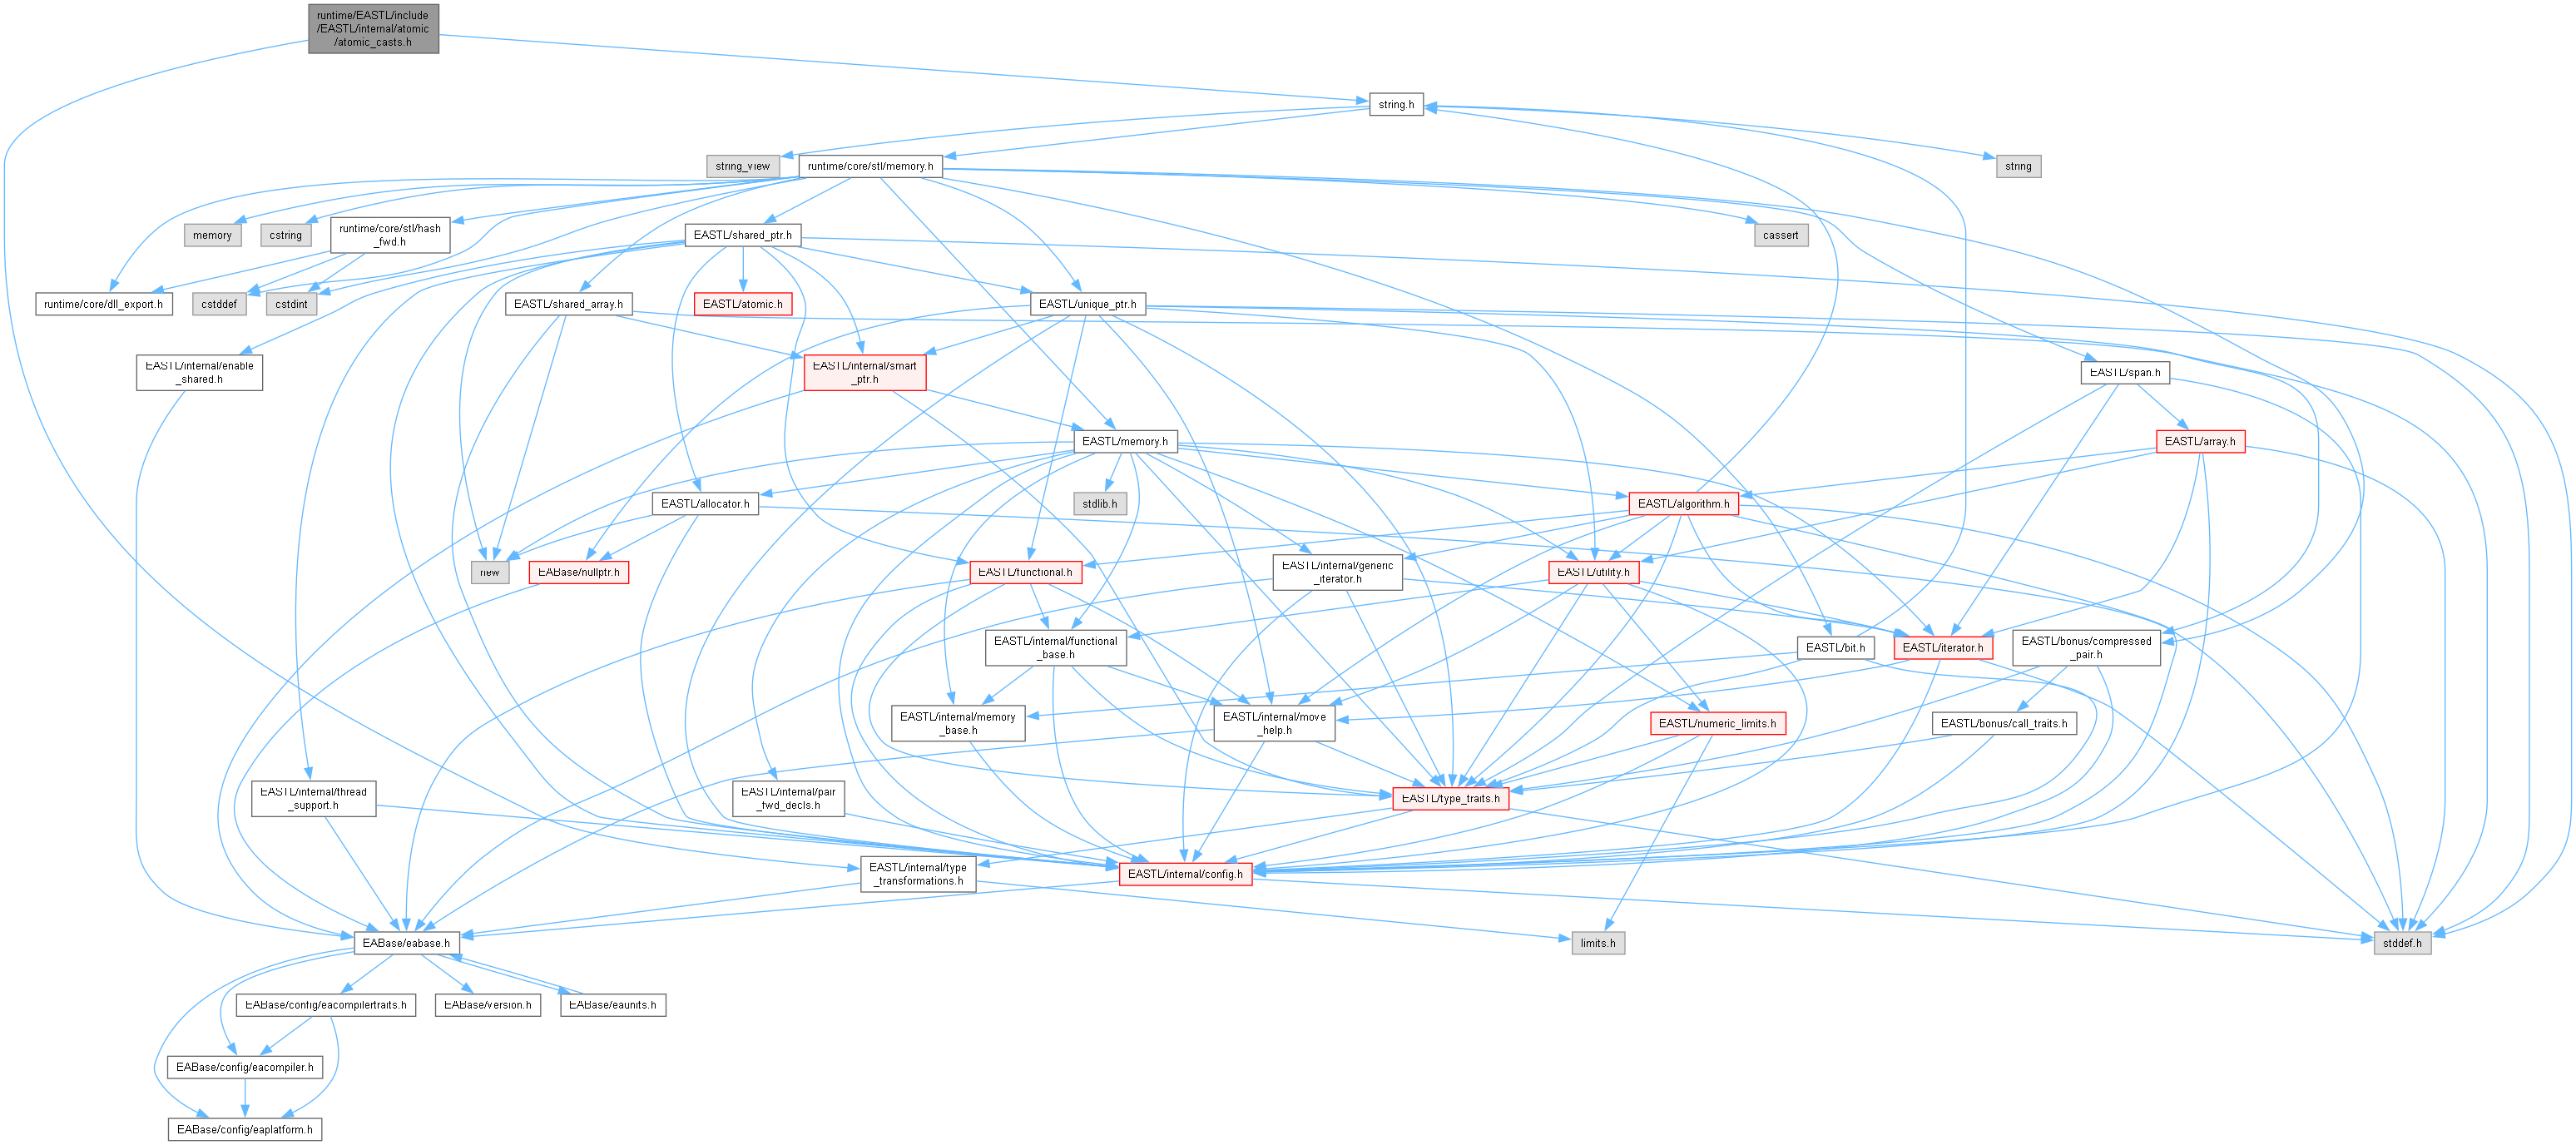 runtime/EASTL/include
/EASTL/internal/atomic
/atomic_casts.h
string.h
string_view
runtime/core/stl/memory.h
string
memory
cstring
runtime/core/stl/hash
_fwd.h
EASTL/shared_ptr.h
cassert
runtime/core/dll_export.h
cstddef
cstdint
EASTL/shared_array.h
EASTL/atomic.h
EASTL/unique_ptr.h
EASTL/internal/enable
_shared.h
EASTL/internal/smart
_ptr.h
EASTL/span.h
EASTL/memory.h
EASTL/array.h
EASTL/allocator.h
stdlib.h
EASTL/algorithm.h
new
EABase/nullptr.h
EASTL/functional.h
EASTL/internal/generic
_iterator.h
EASTL/utility.h
EASTL/internal/functional
_base.h
EASTL/bit.h
EASTL/iterator.h
EASTL/bonus/compressed
_pair.h
EASTL/internal/memory
_base.h
EASTL/internal/move
_help.h
EASTL/numeric_limits.h
EASTL/bonus/call_traits.h
EASTL/internal/thread
_support.h
EASTL/internal/pair
_fwd_decls.h
EASTL/type_traits.h
EASTL/internal/type
_transformations.h
EASTL/internal/config.h
EABase/eabase.h
limits.h
stddef.h
EABase/config/eacompilertraits.h
EABase/version.h
EABase/eaunits.h
EABase/config/eacompiler.h
EABase/config/eaplatform.h